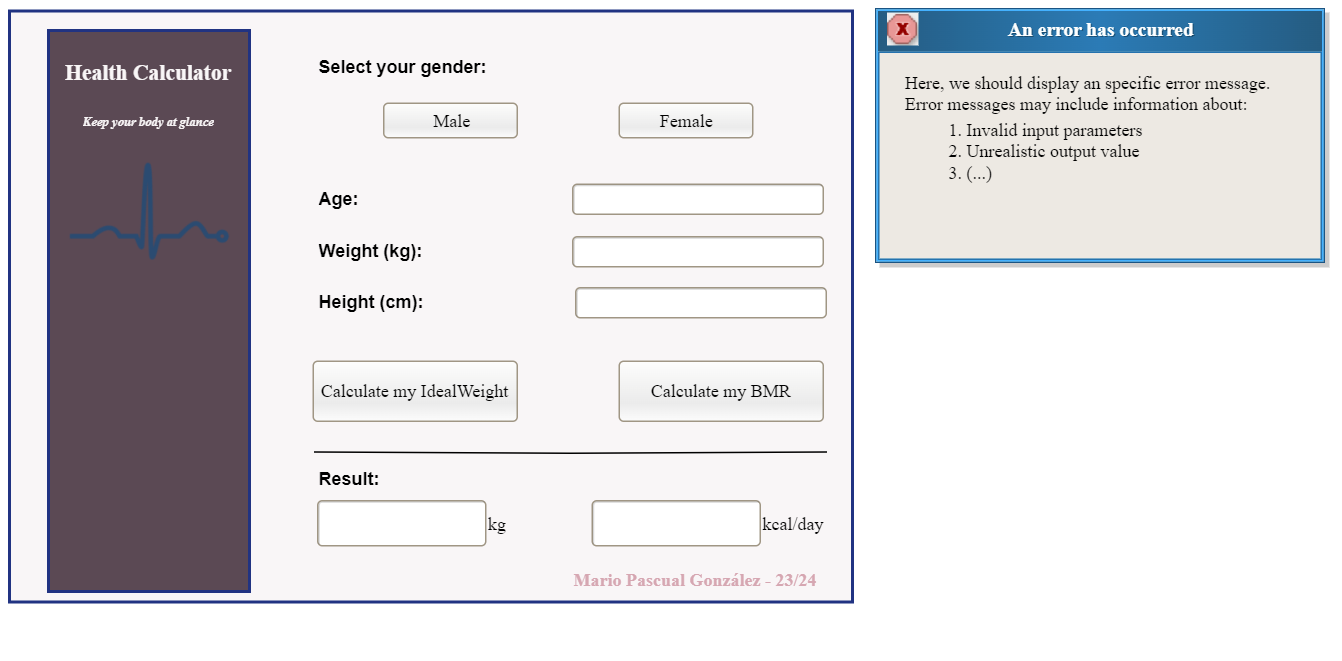 Health Calculator
Keep your body at glance
Select your gender:
Male
Female
Age:
Weight (kg):
Height (cm):
Calculate my IdealWeight
Calculate my BMR
Result:
kg
kcal/day
Mario Pascual González - 23/24
X
An error has occurred
Here, we should display an specific error message.
Error messages may include information about:
1. Invalid input parameters
2. Unrealistic output value
3. (...)